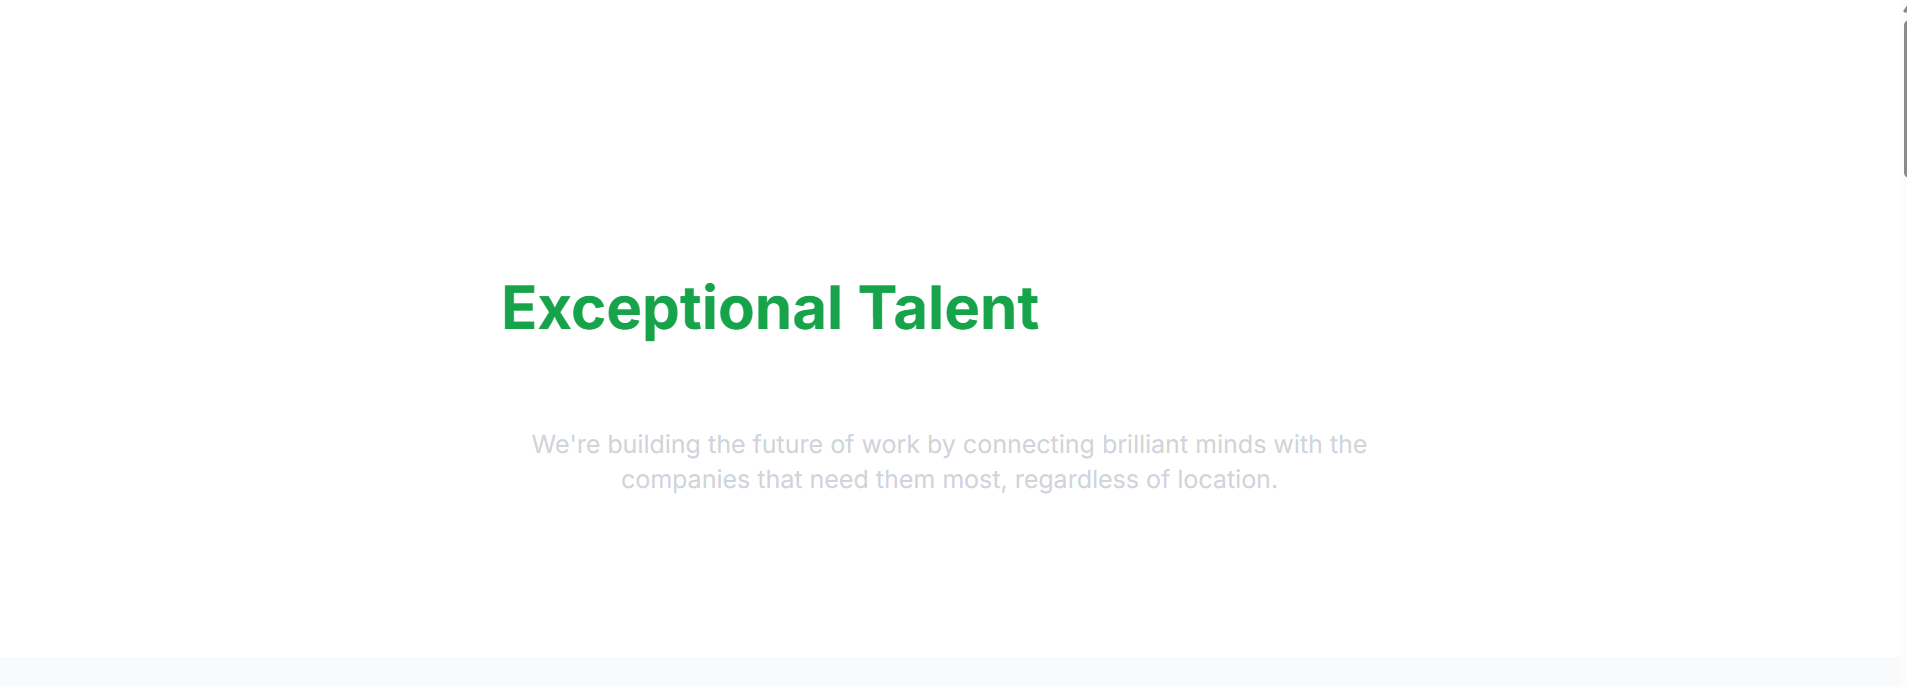 Exceptional Talent
We're building the future of work by connecting brilliant minds with the
companies that need them most, regardless of location.